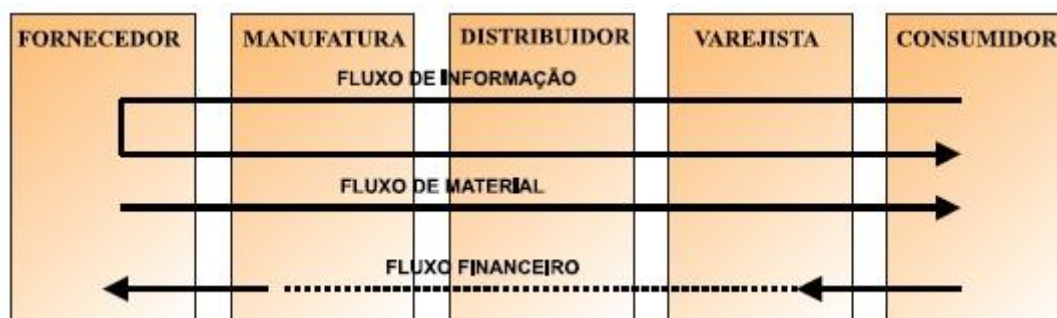 FORNECEDOR
MANUFATURA
DISTRIBUIDOR
VAREJISTA
CONSUMIDOR
FLUXO DE INFORMAÇÃO
FLUXO DE MATERIAL
FLUXO FINANCEIRO